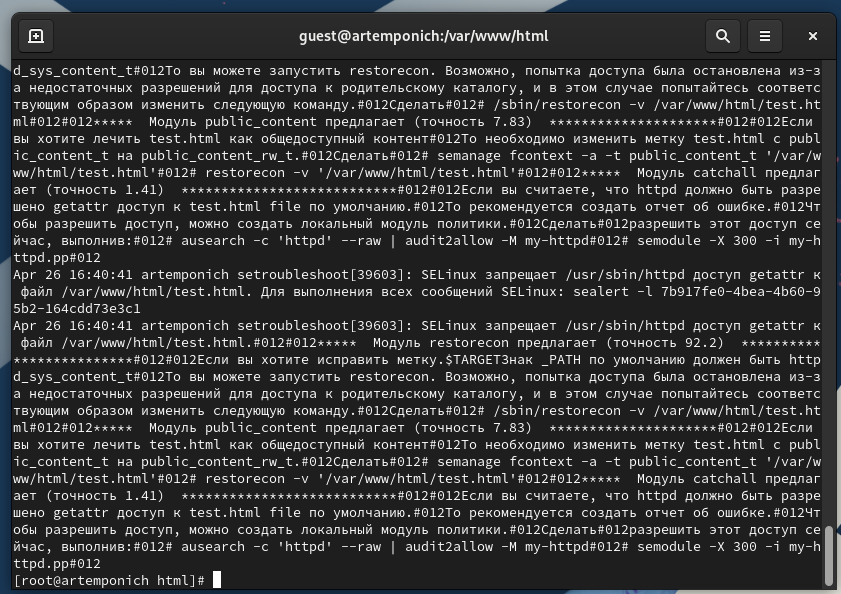 guest@artemponich:/var/www/html
d_sys_content_t#012То вы можете запустить restorecon. Возможно, попытка доступа была остановлена из-з
а недостаточных разрешений для доступа к родительскому каталогу, и в этом случае попытайтесь соответс
твующим образом изменить следующую команду.#012Сделать#012# /sbin/restorecon -v /var/www/html/test.ht
ml#012#012*****  Модуль public_content предлагает (точность 7.83)  *********************#012#012Если
вы хотите лечить test.html как общедоступный контент#012То необходимо изменить метку test.html с publ
ic_content_t на public_content_rw_t.#012Сделать#012# semanage fcontext -a -t public_content_t '/var/w
ww/html/test.html'#012# restorecon -v '/var/www/html/test.html'#012#012*****  Модуль catchall предлаг
ает (точность 1.41)  ***************************#012#012Если вы считаете, что httpd должно быть разре
шено getattr доступ к test.html file по умолчанию.#012То рекомендуется создать отчет об ошибке.#012Чт
обы разрешить доступ, можно создать локальный модуль политики.#012Сделать#012разрешить этот доступ се
йчас, выполнив:#012# ausearch -c 'httpd' --raw | audit2allow -M my-httpd#012# semodule -X 300 -i my-h
ttpd.pp#012
Apr 26 16:40:41 artemponich setroubleshoot[39603]: SELinux запрещает /usr/sbin/httpd доступ getattr к
 файл /var/www/html/test.html. Для выполнения всех сообщений SELinux: sealert -l 7b917fe0-4bea-4b60-9
5b2-164cdd73e3c1
Apr 26 16:40:41 artemponich setroubleshoot[39603]: SELinux запрещает /usr/sbin/httpd доступ getattr к
 файл /var/www/html/test.html.#012#012*****  Модуль restorecon предлагает (точность 92.2)  **********
***************#012#012Если вы хотите исправить метку.$TARGETЗнак _PATH по умолчанию должен быть http
d_sys_content_t#012То вы можете запустить restorecon. Возможно, попытка доступа была остановлена из-з
а недостаточных разрешений для доступа к родительскому каталогу, и в этом случае попытайтесь соответс
твующим образом изменить следующую команду.#012Сделать#012# /sbin/restorecon -v /var/www/html/test.ht
ml#012#012*****  Модуль public_content предлагает (точность 7.83)  *********************#012#012Если
вы хотите лечить test.html как общедоступный контент#012То необходимо изменить метку test.html с publ
ic_content_t на public_content_rw_t.#012Сделать#012# semanage fcontext -a -t public_content_t '/var/w
ww/html/test.html'#012# restorecon -v '/var/www/html/test.html'#012#012*****  Модуль catchall предлаг
ает (точность 1.41)  ***************************#012#012Если вы считаете, что httpd должно быть разре
шено getattr доступ к test.html file по умолчанию.#012То рекомендуется создать отчет об ошибке.#012Чт
обы разрешить доступ, можно создать локальный модуль политики.#012Сделать#012разрешить этот доступ се
йчас, выполнив:#012# ausearch -c 'httpd' --raw | audit2allow -M my-httpd#012# semodule -X 300 -i my-h
ttpd.pp#012
[root@artemponich html]#